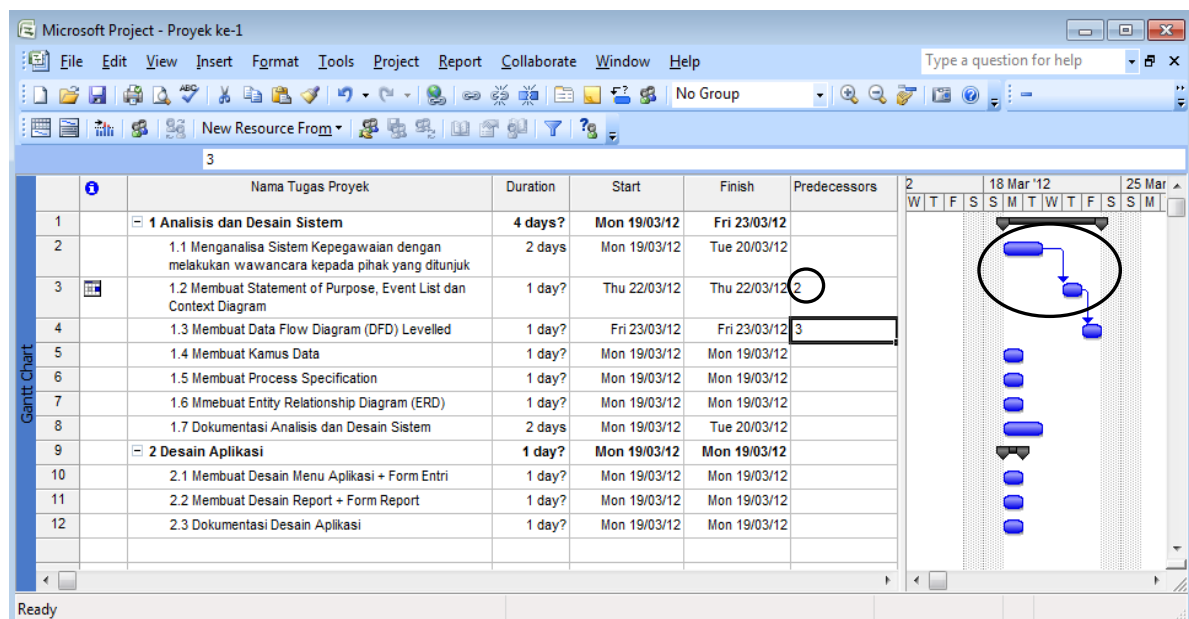 Microsoft Project - Proyek ke-1
File Edit View Insert Format Tools Project Report Collaborate Window Help Type a question for help
No Group
New Resource From
3
Nama Tugas Proyek Duration Start Finish Predecessors 2 18 Mar '12 25 Mar
W T F S S M T W T F S S M
1 1 Analisis dan Desain Sistem 4 days? Mon 19/03/12 Fri 23/03/12
2 1.1 Menganalisa Sistem Kepegawaian dengan 2 days Mon 19/03/12 Tue 20/03/12
melakukan wawancara kepada pihak yang ditunjuk
3 1.2 Membuat Statement of Purpose, Event List dan 1 day? Thu 22/03/12 Thu 22/03/12 2
Context Diagram
4 1.3 Membuat Data Flow Diagram (DFD) Levelled 1 day? Fri 23/03/12 Fri 23/03/12 3
5 1.4 Membuat Kamus Data 1 day? Mon 19/03/12 Mon 19/03/12
6 1.5 Membuat Process Specification 1 day? Mon 19/03/12 Mon 19/03/12
7 1.6 Mmebuat Entity Relationship Diagram (ERD) 1 day? Mon 19/03/12 Mon 19/03/12
8 1.7 Dokumentasi Analisis dan Desain Sistem 2 days Mon 19/03/12 Tue 20/03/12
9 2 Desain Aplikasi 1 day? Mon 19/03/12 Mon 19/03/12
10 2.1 Membuat Desain Menu Aplikasi + Form Entri 1 day? Mon 19/03/12 Mon 19/03/12
11 2.2 Membuat Desain Report + Form Report 1 day? Mon 19/03/12 Mon 19/03/12
12 2.3 Dokumentasi Desain Aplikasi 1 day? Mon 19/03/12 Mon 19/03/12
Gantt Chart
Ready